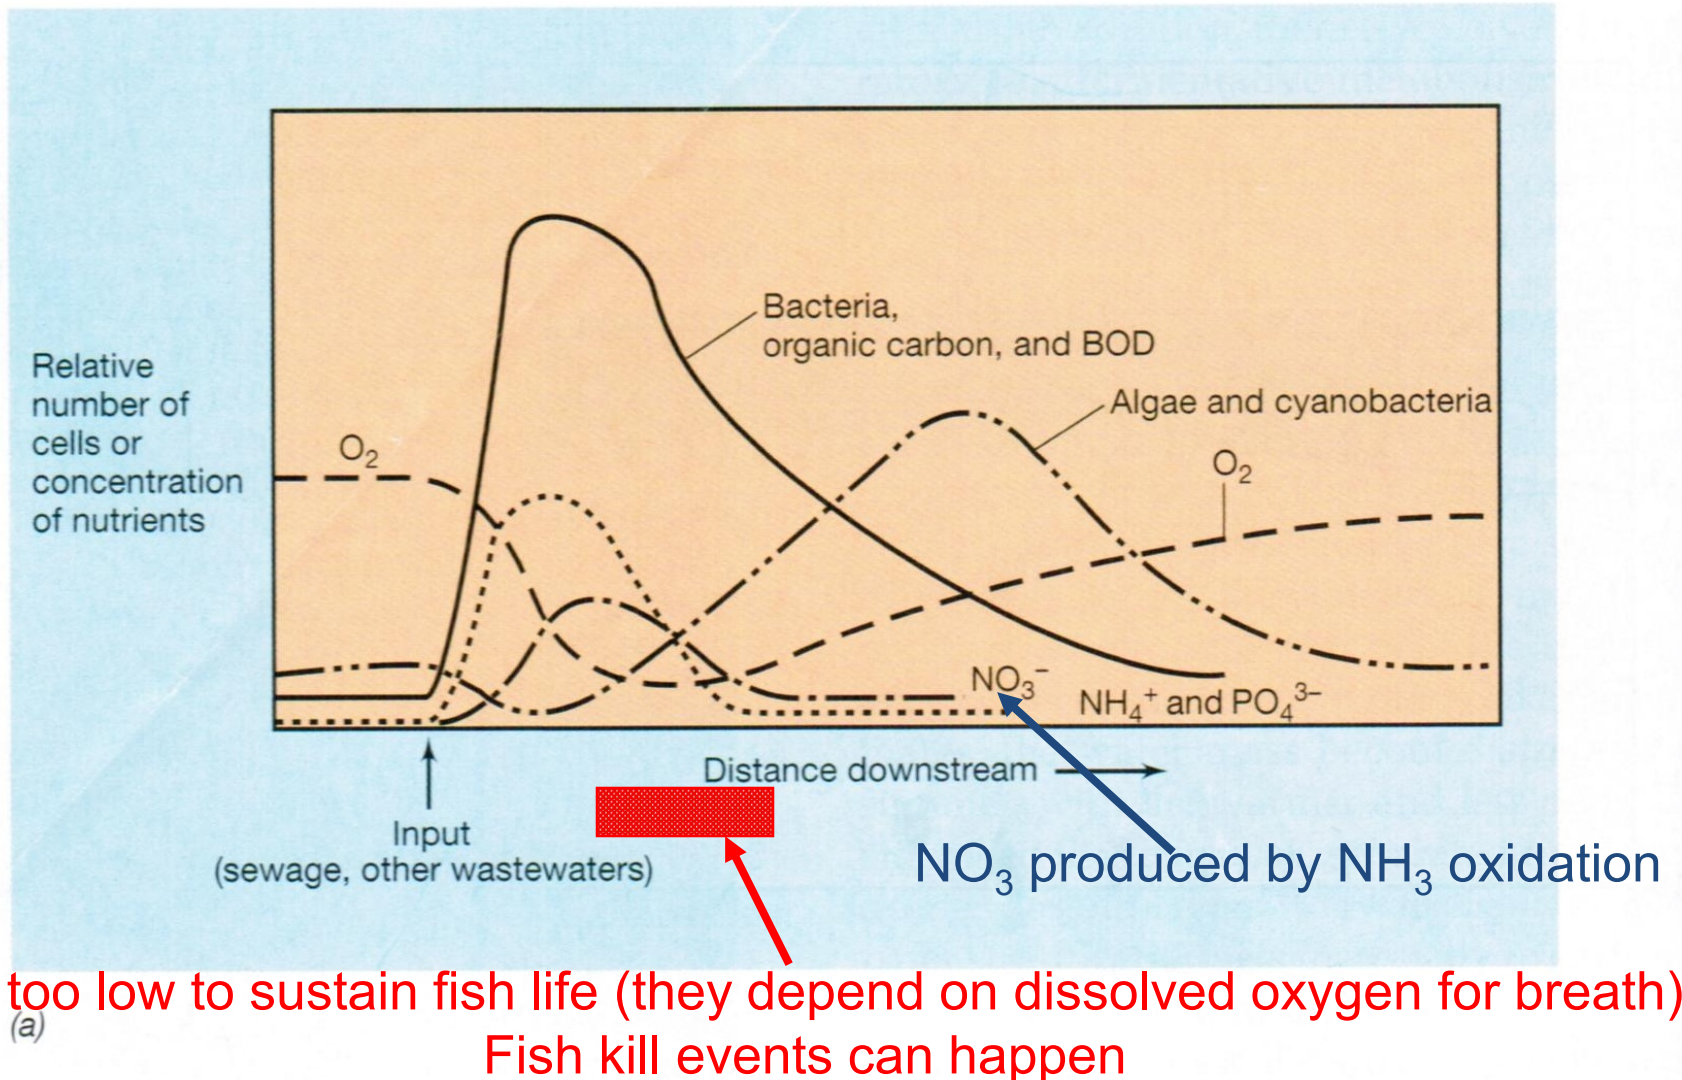 Relative
number of
cells or
concentration
of nutrients
O₂
Bacteria,
organic carbon, and BOD
Algae and cyanobacteria
O₂
NO₃⁻
NH₄⁺ and PO₄³⁻
Distance downstream
Input
(sewage, other wastewaters)
NO₃ produced by NH₃ oxidation
too low to sustain fish life (they depend on dissolved oxygen for breath)
(a)
Fish kill events can happen